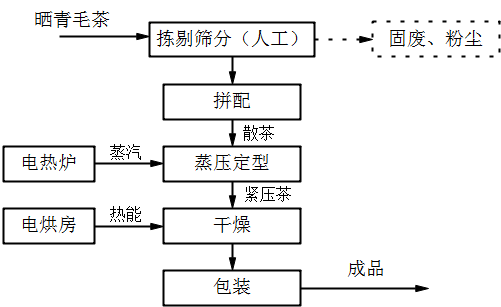 晒青毛茶
拣剔筛分（人工）
固废、粉尘
拼配
散茶
电热炉
蒸汽
蒸压定型
紧压茶
电烘房
热能
干燥
包装
成品